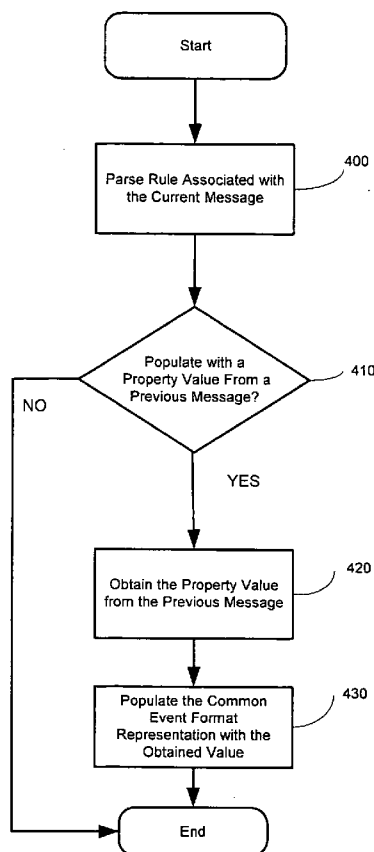 Start
Parse Rule Associated with
the Current Message
400
Populate with a
Property Value From a
Previous Message?
410
NO
YES
Obtain the Property Value
from the Previous Message
420
Populate the Common
Event Format
Representation with the
Obtained Value
430
End